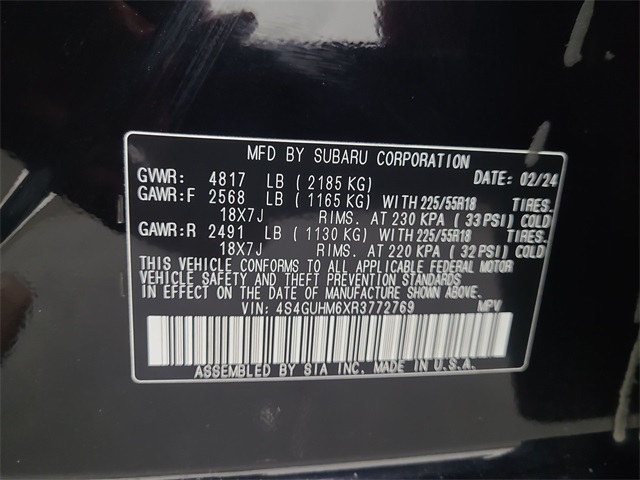 MFD BY SUBARU CORPORATION
GVWR: 4817 LB ( 2185 KG) DATE: 02/24
GAWR:F 2568 LB ( 1165 KG) WITH 225/55R18 TIRES.
18X7J RIMS. AT 230 KPA ( 33 PSI) COLD
GAWR:R 2491 LB ( 1130 KG) WITH 225/55R18 TIRES.
18X7J RIMS. AT 220 KPA ( 32 PSI) COLD
THIS VEHICLE CONFORMS TO ALL APPLICABLE FEDERAL MOTOR
VEHICLE SAFETY AND THEFT PREVENTION STANDARDS
IN EFFECT ON THE DATE OF MANUFACTURE SHOWN ABOVE.
VIN: 4S4GUHM6XR3772769 MPV
ASSEMBLED BY SIA INC. MADE IN U.S.A.